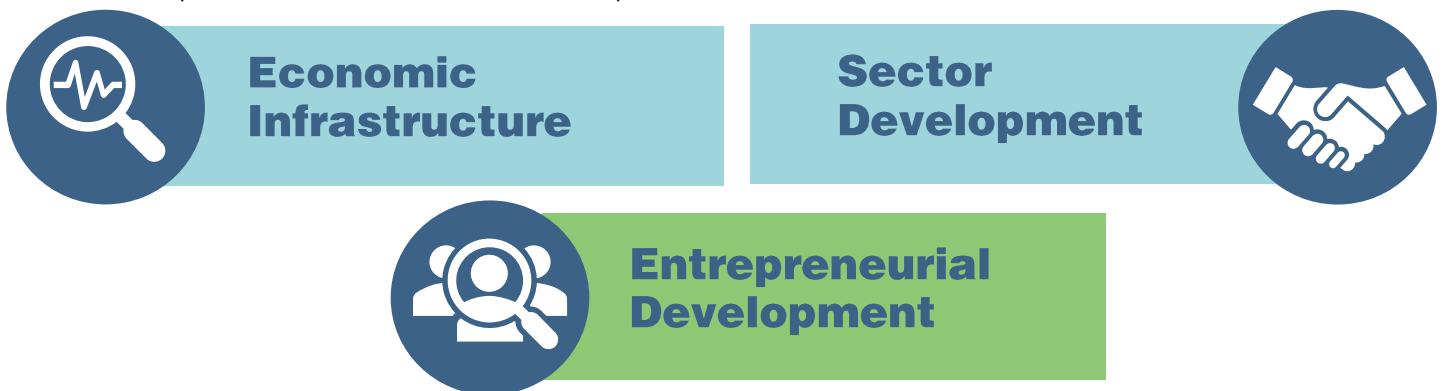 Economic
Infrastructure
Sector
Development
Entrepreneurial
Development